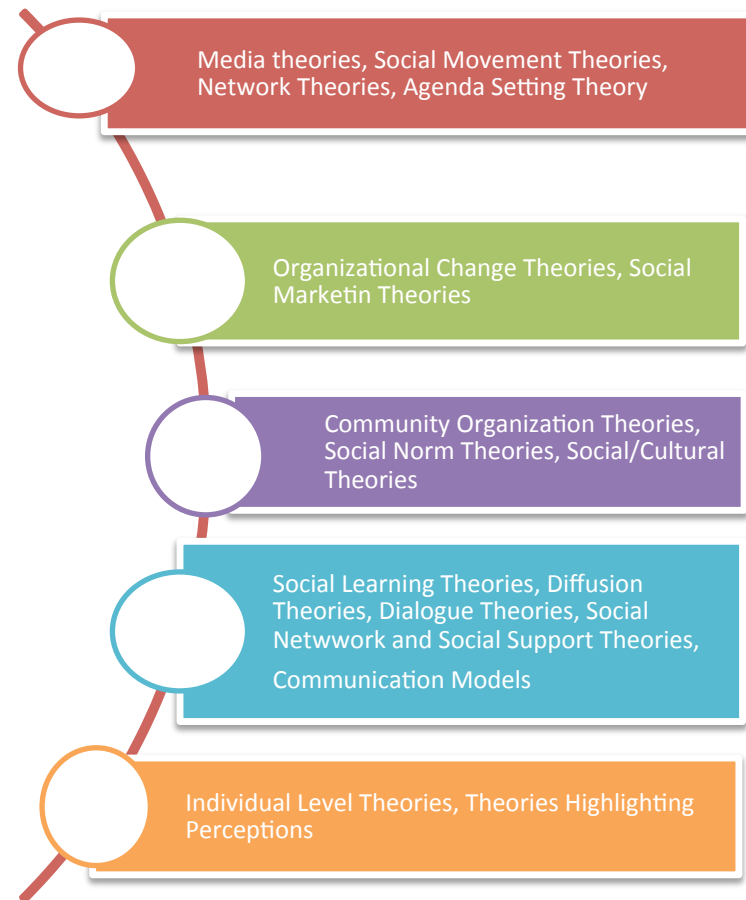 Media theories, Social Movement Theories,
Network Theories, Agenda Setting Theory
Organizational Change Theories, Social
Marketin Theories
Community Organization Theories,
Social Norm Theories, Social/Cultural
Theories
Social Learning Theories, Diffusion
Theories, Dialogue Theories, Social
Netwwork and Social Support Theories,
Communication Models
Individual Level Theories, Theories Highlighting
Perceptions